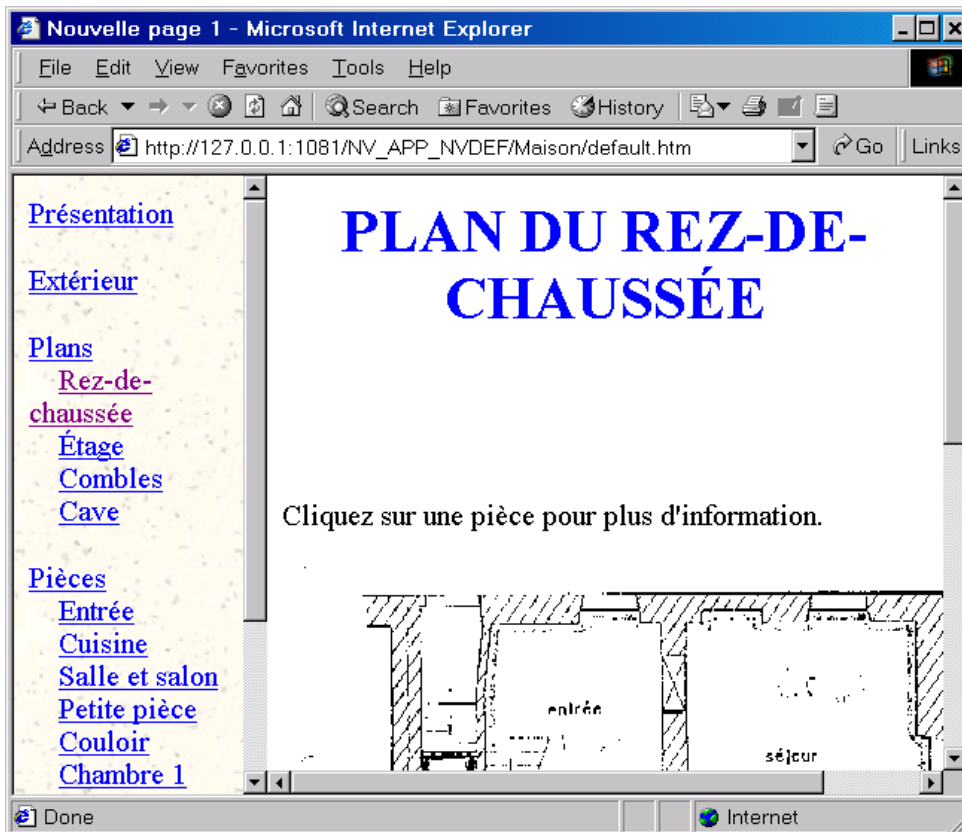 Nouvelle page 1 - Microsoft Internet Explorer
File Edit View Favorites Tools Help
Back Search Favorites History
Address http://127.0.0.1:1081/NV_APP_NVDEF/Maison/default.htm Go Links
Présentation
Extérieur
Plans
Rez-de-
chaussée
Étage
Combles
Cave
Pièces
Entrée
Cuisine
Salle et salon
Petite pièce
Couloir
Chambre 1
PLAN DU REZ-DE-
CHAUSSÉE
Cliquez sur une pièce pour plus d'information.
entrée
séjour
Done Internet